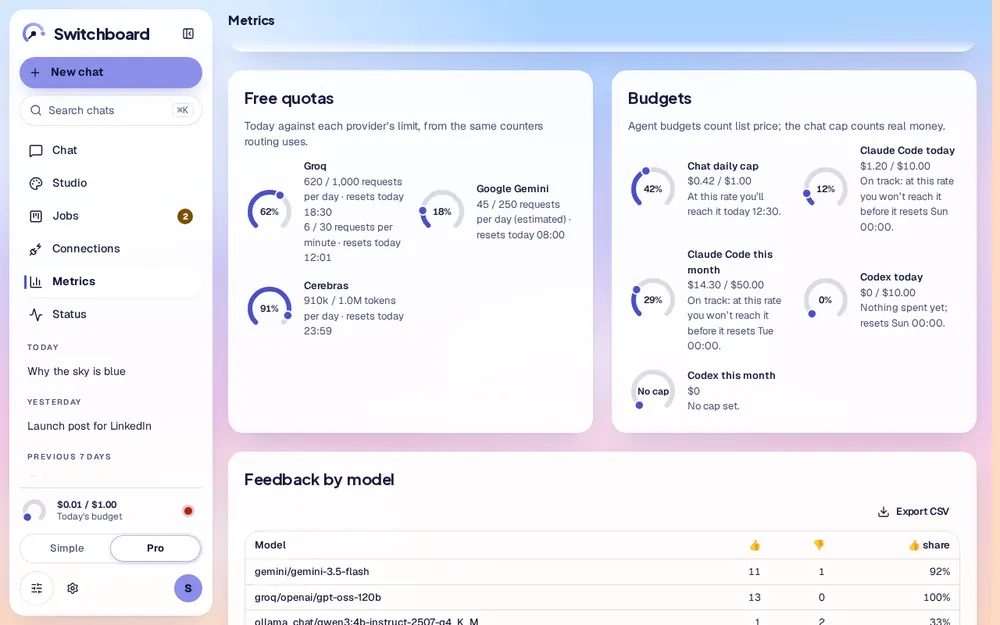 Switchboard
New chat
Search chats
⌘K
Chat
Studio
Jobs
2
Connections
Metrics
Status
TODAY
Why the sky is blue
YESTERDAY
Launch post for LinkedIn
PREVIOUS 7 DAYS
$0.01 / $1.00
Today's budget
Simple
Pro
S
Metrics
Free quotas
Today against each provider's limit, from the same counters
routing uses.
62%
Groq
620 / 1,000 requests
per day · resets today
18:30
6 / 30 requests per
minute · resets today
12:01
18%
Google Gemini
45 / 250 requests
per day (estimated) ·
resets today 08:00
91%
Cerebras
910k / 1.0M tokens
per day · resets today
23:59
Budgets
Agent budgets count list price; the chat cap counts real money.
42%
Chat daily cap
$0.42 / $1.00
At this rate you'll
reach it today 12:30.
12%
Claude Code today
$1.20 / $10.00
On track: at this rate
you won't reach it
before it resets Sun
00:00.
29%
Claude Code this
month
$14.30 / $50.00
On track: at this rate
you won't reach it
before it resets Tue
00:00.
0%
Codex today
$0 / $10.00
Nothing spent yet;
resets Sun 00:00.
No cap
Codex this month
$0
No cap set.
Feedback by model
Export CSV
Model 👍 👎 👍 share
gemini/gemini-3.5-flash 11 1 92%
groq/openai/gpt-oss-120b 13 0 100%
ollama_chat/qwen3:4b-instruct-2507-q4_K_M 1 2 33%